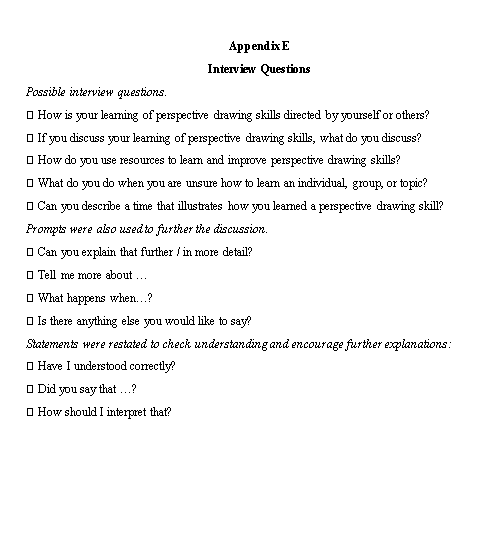 Appendix E
Interview Questions
Possible interview questions.
□ How is your learning of perspective drawing skills directed by yourself or others?
□ If you discuss your learning of perspective drawing skills, what do you discuss?
□ How do you use resources to learn and improve perspective drawing skills?
□ What do you do when you are unsure how to learn an individual, group, or topic?
□ Can you describe a time that illustrates how you learned a perspective drawing skill?
Prompts were also used to further the discussion.
□ Can you explain that further / in more detail?
□ Tell me more about …
□ What happens when…?
□ Is there anything else you would like to say?
Statements were restated to check understanding and encourage further explanations:
□ Have I understood correctly?
□ Did you say that …?
□ How should I interpret that?